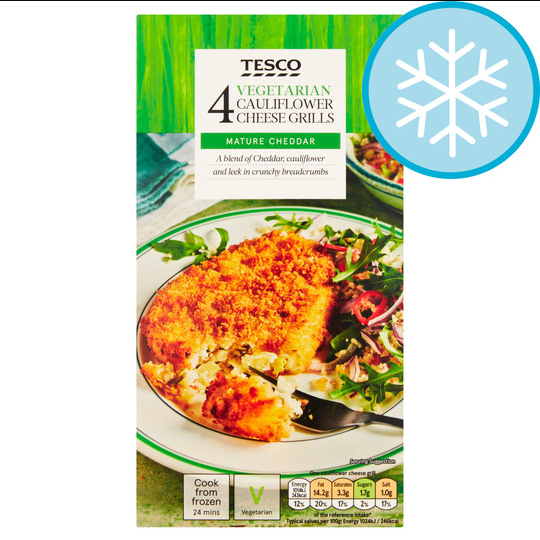 TESCO
4 VEGETARIAN
CAULIFLOWER
CHEESE GRILLS
MATURE CHEDDAR
A blend of Cheddar, cauliflower
and leek in crunchy breadcrumbs
Serving Suggestion
Cook
from
frozen
24 mins
V
Vegetarian
One cauliflower cheese grill
Energy Fat Saturates Sugars Salt
1014kJ
243kcal 14.2g 3.3g 1.7g 1.0g
12% 20% 17% 2% 17%
of the reference intake*
Typical values per 100g: Energy 1024kJ / 246kcal